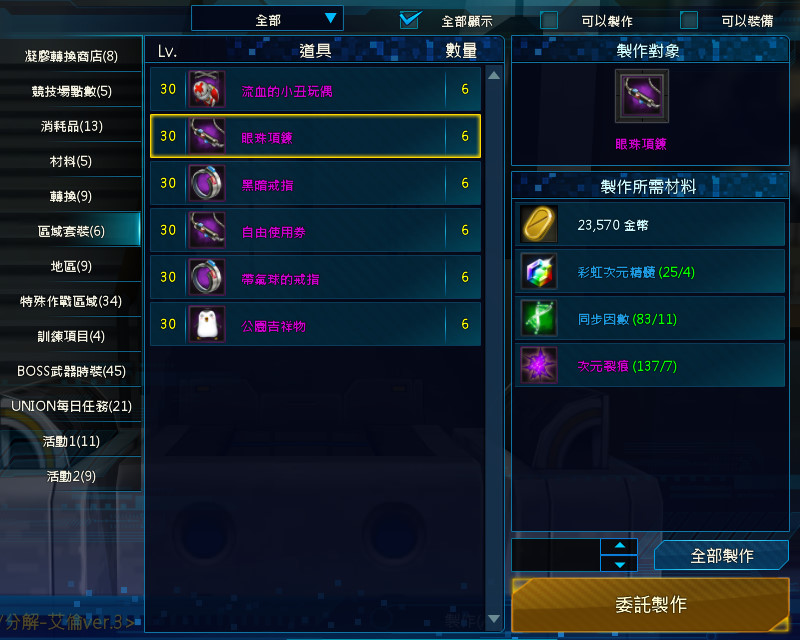 全部
全部顯示
可以製作
可以裝備
凝膠轉換商店(8)
競技場點數(5)
消耗品(13)
材料(5)
轉換(9)
區域套裝(6)
地區(9)
特殊作戰區域(34)
訓練項目(4)
BOSS武器時裝(45)
UNION每日任務(21)
活動1(11)
活動2(9)
Lv. 道具 數量
30 流血的小丑玩偶 6
30 眼珠項鍊 6
30 黑暗戒指 6
30 自由使用券 6
30 帶氣球的戒指 6
30 公園吉祥物 6
製作對象
眼珠項鍊
製作所需材料
23,570 金幣
彩虹次元精髓 (25/4)
同步因數 (83/11)
次元裂痕 (137/7)
全部製作
委託製作
/分解-艾倫ver.3>
製作(